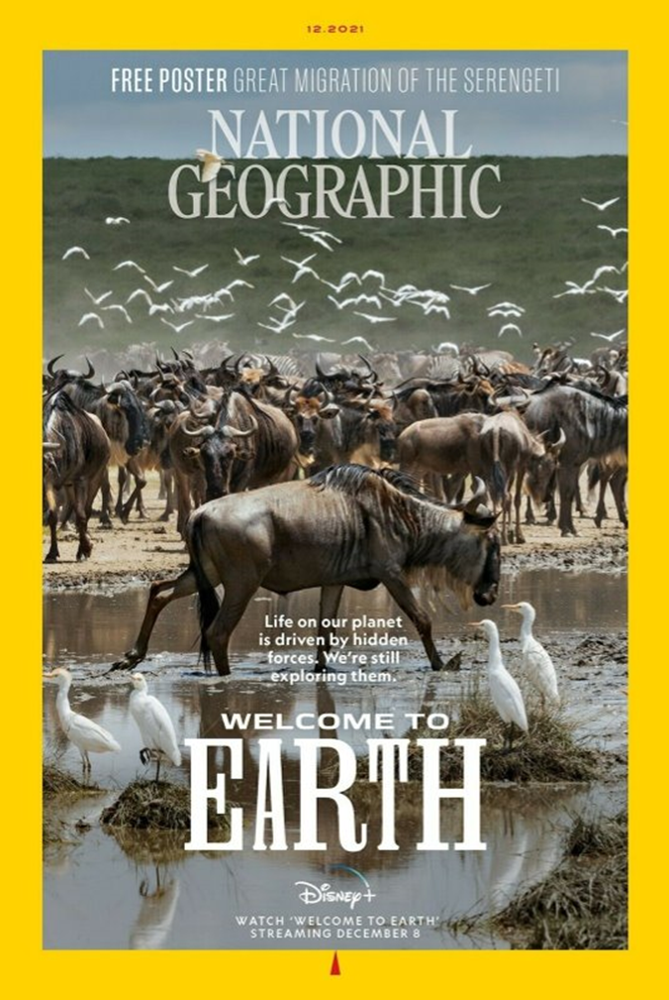 12.2021
FREE POSTER GREAT MIGRATION OF THE SERENGETI
NATIONAL
GEOGRAPHIC
Life on our planet
is driven by hidden
forces. We're still
exploring them.
WELCOME TO
EARTH
Disney+
WATCH 'WELCOME TO EARTH'
STREAMING DECEMBER 8